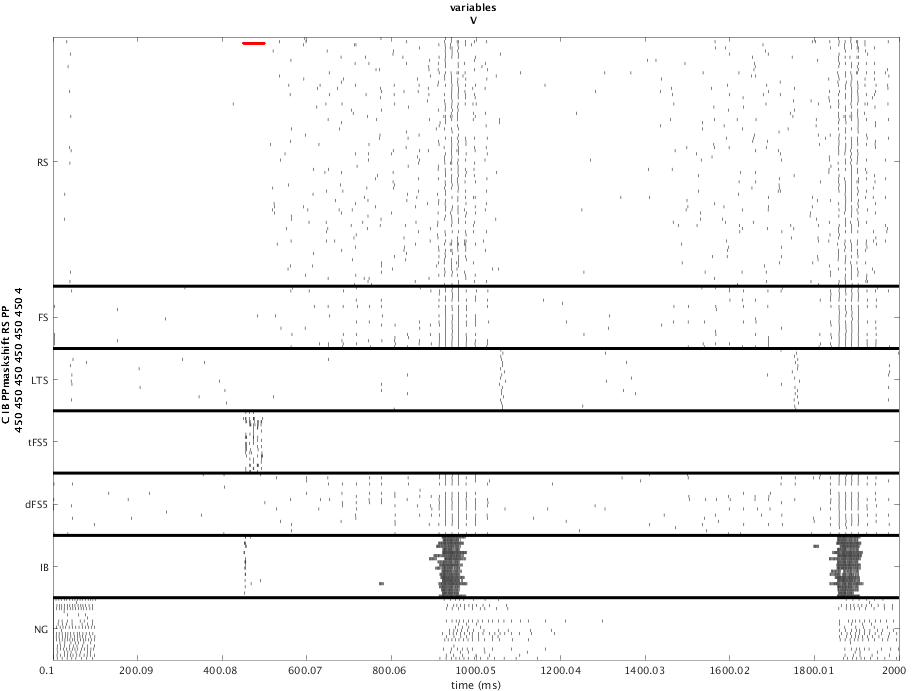 variables
V
C IB PPmaskshift RS PP
450 450 450 450 450 450 4
RS
FS
LTS
tFS5
dFS5
IB
NG
0.1 200.09 400.08 600.07 800.06 1000.05 1200.04 1400.03 1600.02 1800.01 2000
time (ms)